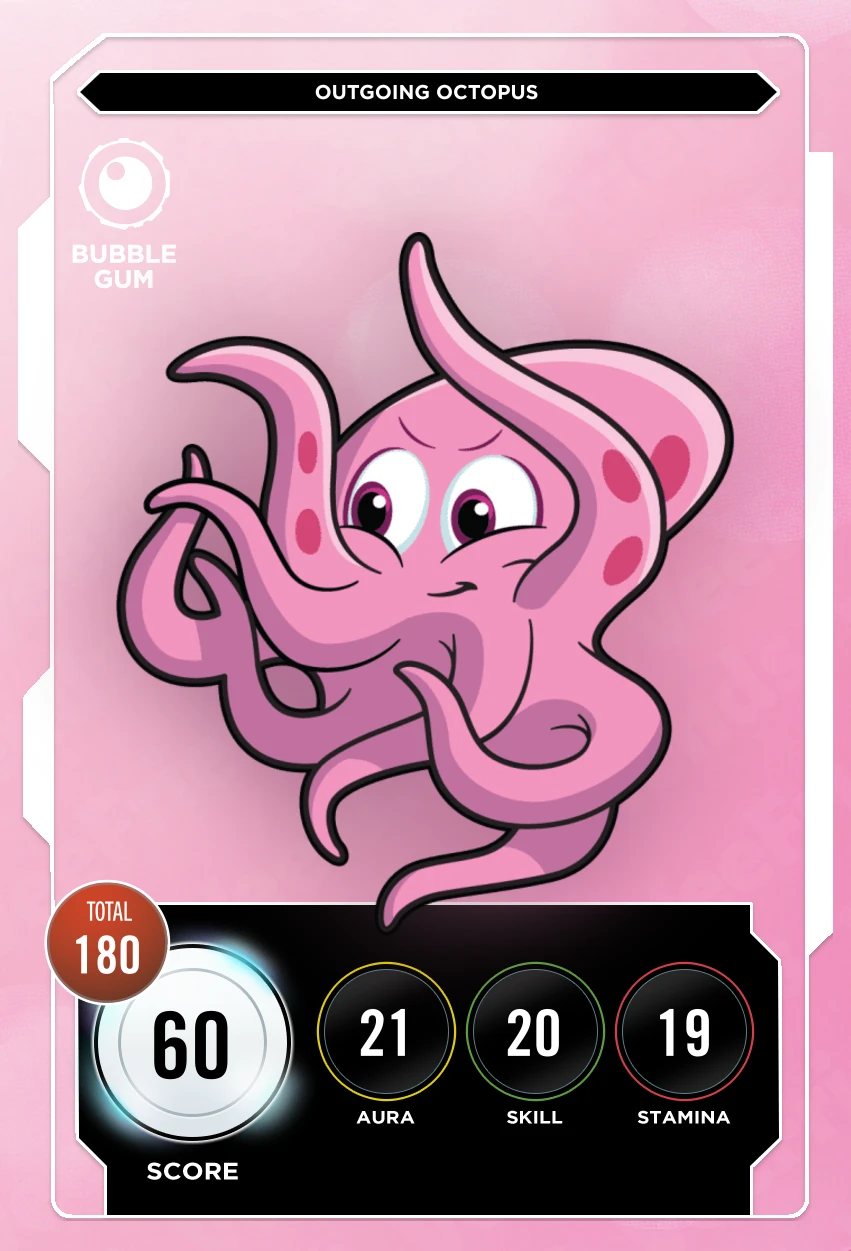 OUTGOING OCTOPUS
BUBBLE
GUM
TOTAL
180
60
SCORE
21
AURA
20
SKILL
19
STAMINA